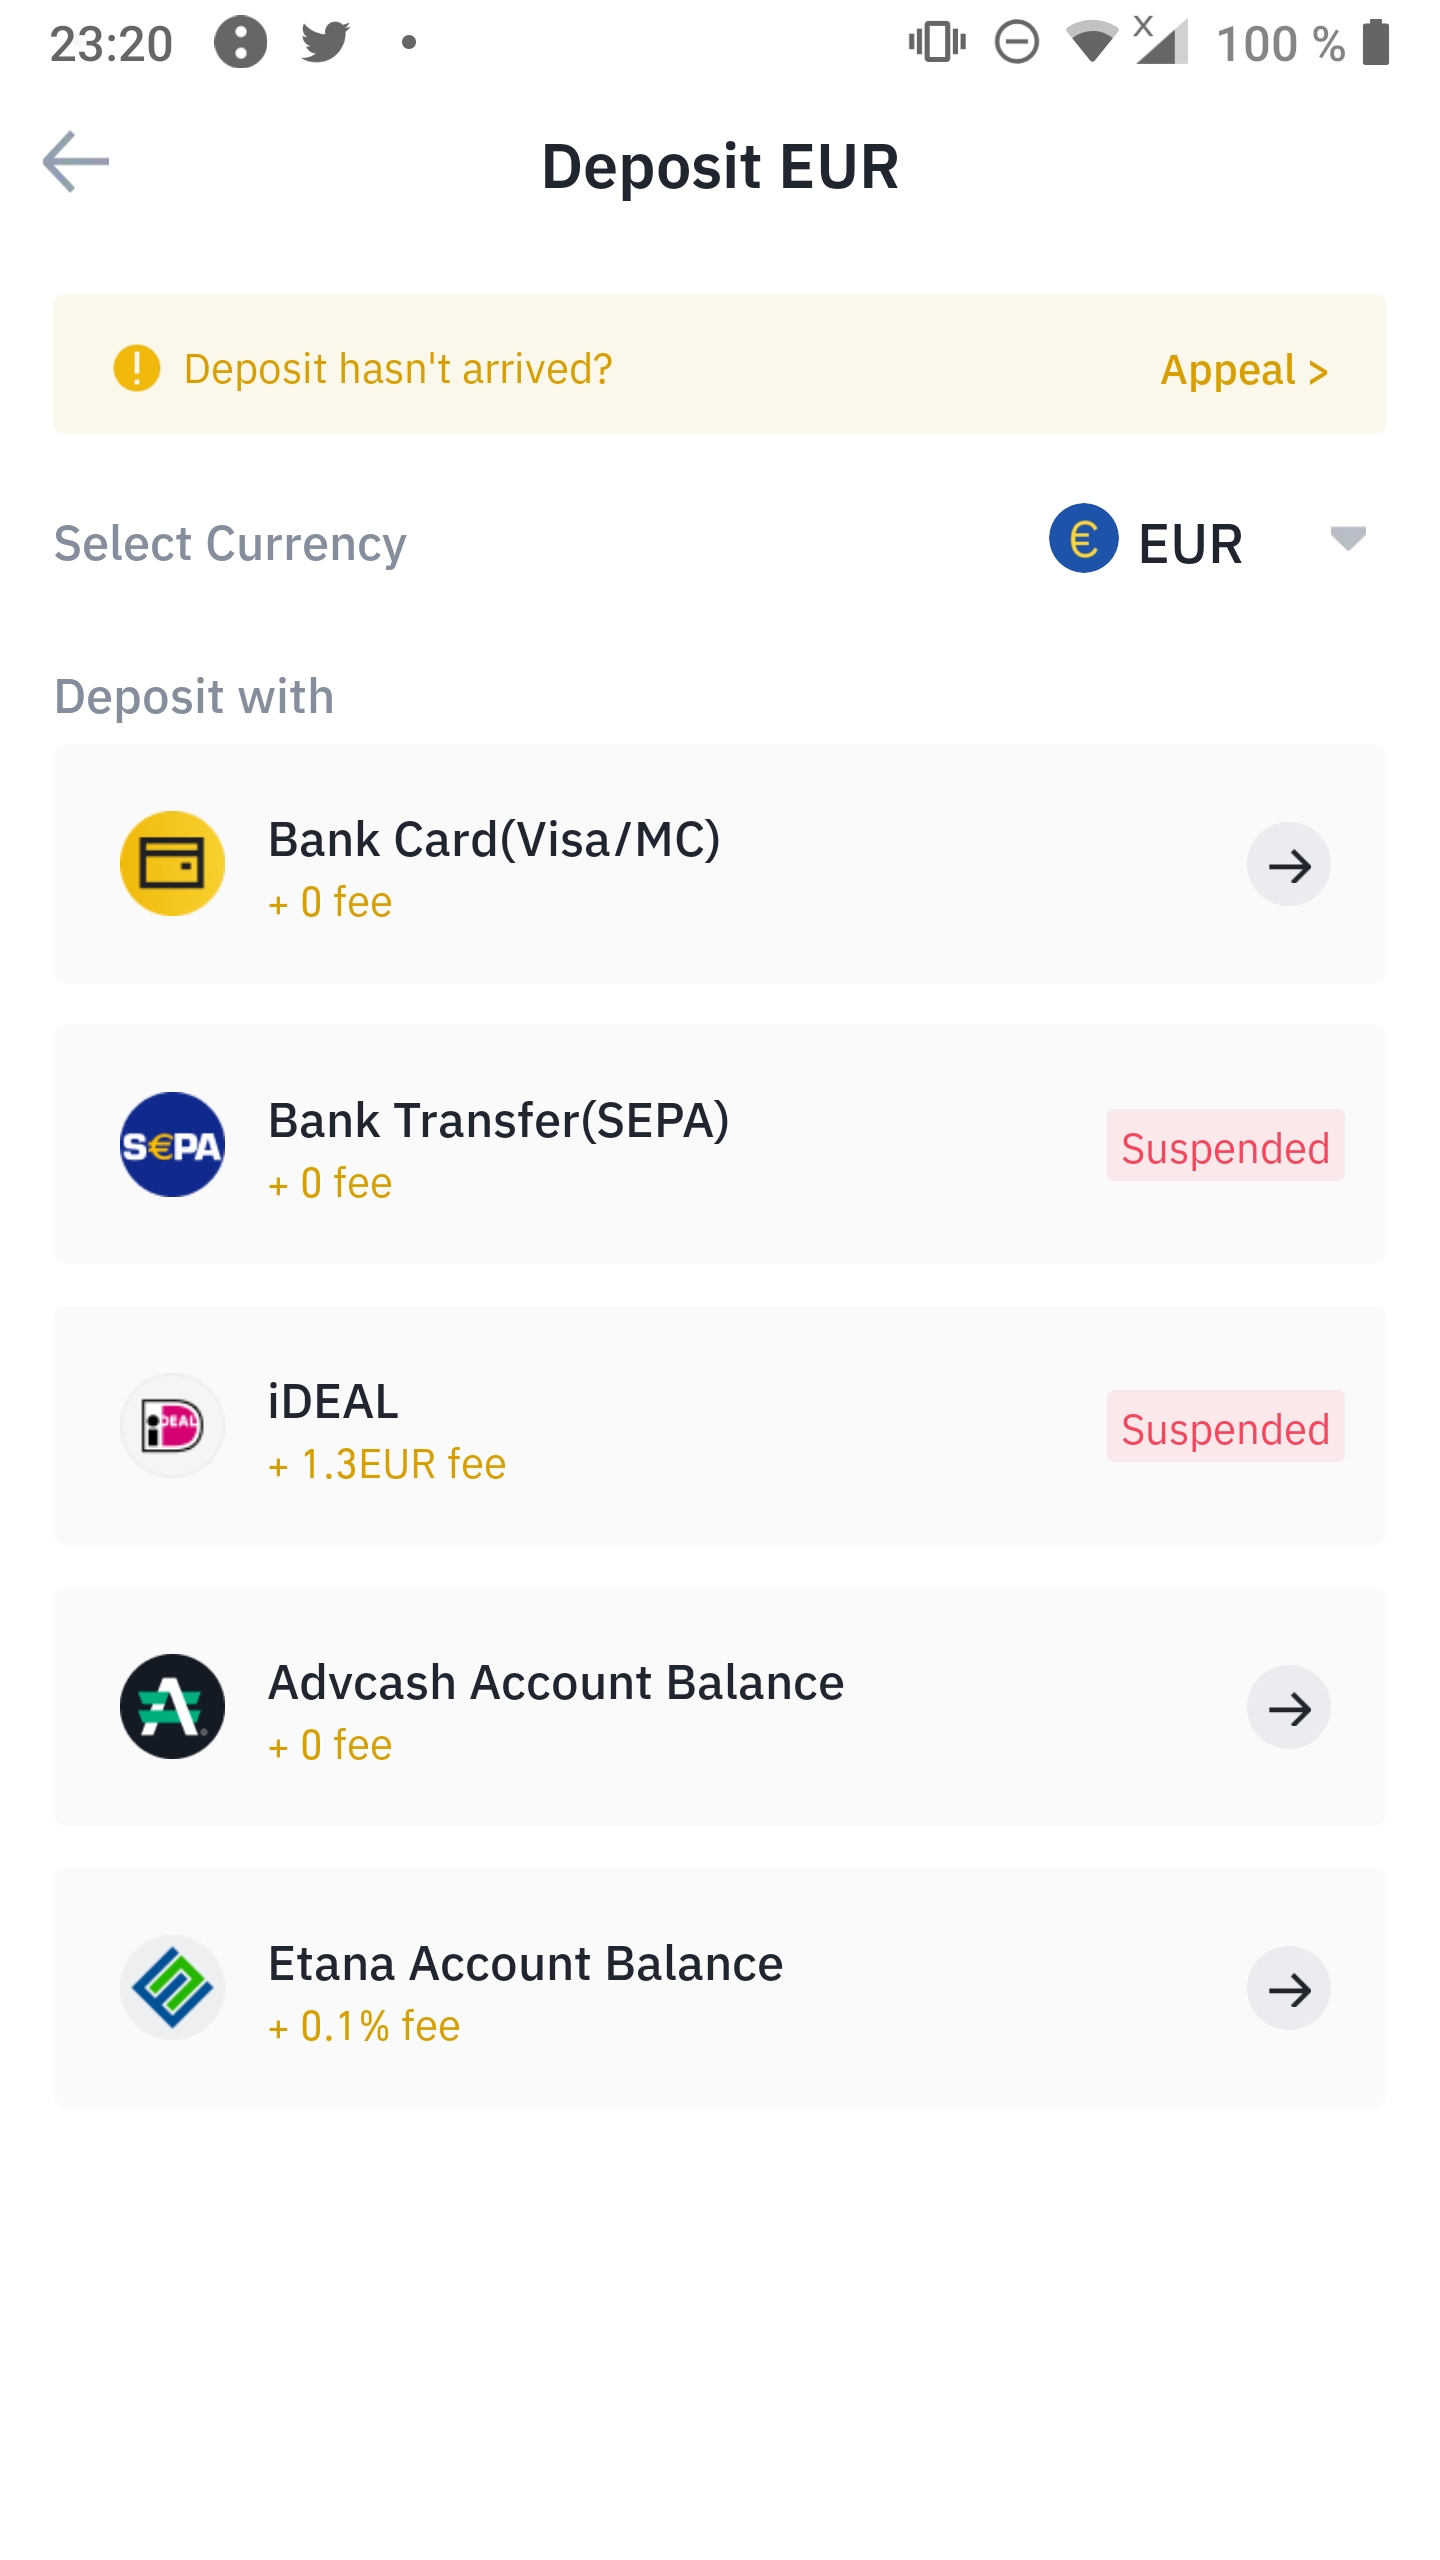 23:20
100 %
Deposit EUR
Deposit hasn't arrived?
Appeal >
Select Currency
€ EUR
Deposit with
Bank Card(Visa/MC)
+ 0 fee
S€PA
Bank Transfer(SEPA)
+ 0 fee
Suspended
iDEAL
iDEAL
+ 1.3EUR fee
Suspended
Advcash Account Balance
+ 0 fee
Etana Account Balance
+ 0.1% fee